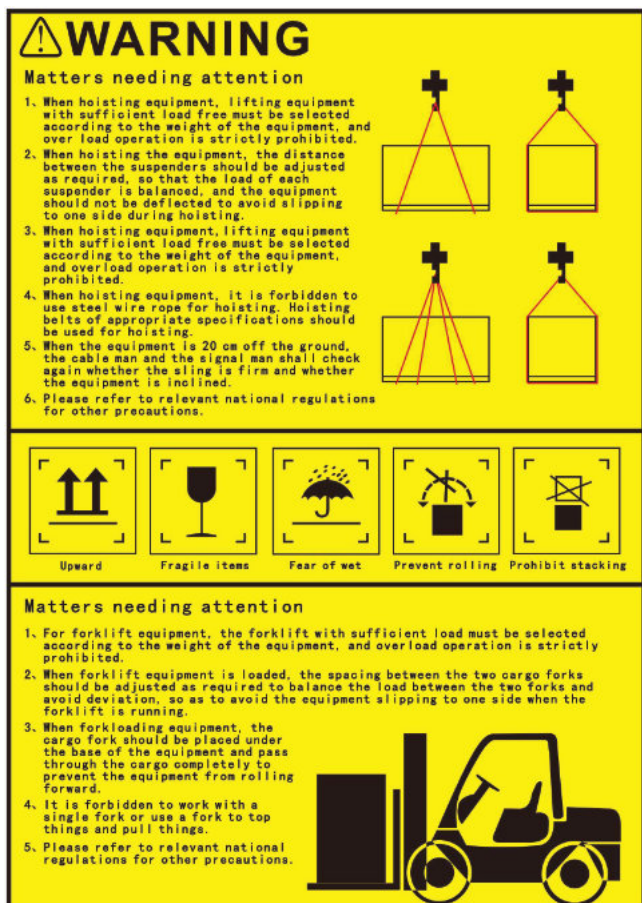 WARNING
Matters needing attention
1、When hoisting equipment, lifting equipment
with sufficient load free must be selected
according to the weight of the equipment, and
over load operation is strictly prohibited.
2、When hoisting the equipment, the distance
between the suspenders should be adjusted
as required, so that the load of each
suspender is balanced, and the equipment
should not be deflected to avoid slipping
to one side during hoisting.
3、When hoisting equipment,lifting equipment
with sufficient load free must be selected
according to the weight of the equipment,
and overload operation is strictly
prohibited.
4、When hoisting equipment, it is forbidden to
use steel wire rope for hoisting. Hoisting
belts of appropriate specifications should
be used for hoisting.
5、When the equipment is 20 cm off the ground,
the cable man and the signal man shall check
again whether the sling is firm and whether
the equipment is inclined.
6、Please refer to relevant national regulations
for other precautions.
Upward
Fragile items
Fear of wet
Prevent rolling
Prohibit stacking
Matters needing attention
1、For forklift equipment, the forklift with sufficient load must be selected
according to the weight of the equipment, and overload operation is strictly
prohibited.
2、When forklift equipment is loaded, the spacing between the two cargo forks
should be adjusted as required to balance the load between the two forks and
avoid deviation, so as to avoid the equipment slipping to one side when the
forklift is running.
3、When forkloading equipment, the
cargo fork should be placed under
the base of the equipment and pass
through the cargo completely to
prevent the equipment from rolling
forward.
4、It is forbidden to work with a
single fork or use a fork to top
things and pull things.
5、Please refer to relevant national
regulations for other precautions.